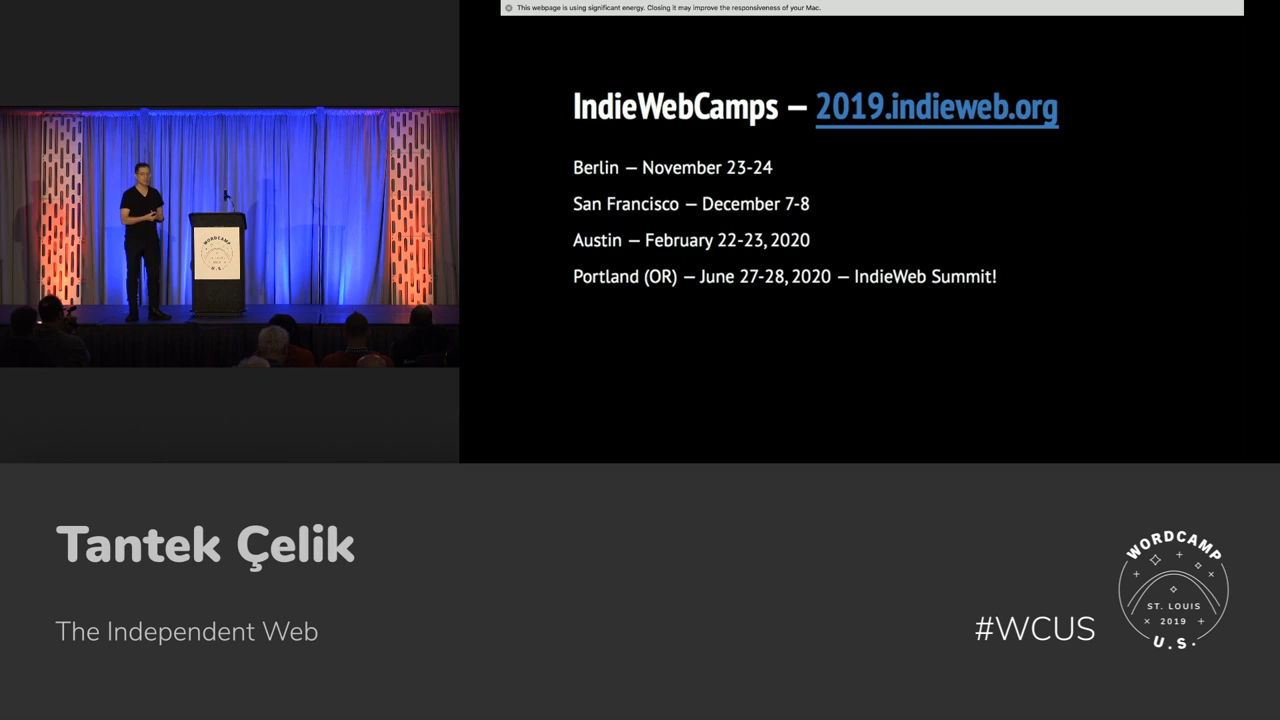 This webpage is using significant energy. Closing it may improve the responsiveness of your Mac.
IndieWebCamps — 2019.indieweb.org
Berlin — November 23-24
San Francisco — December 7-8
Austin — February 22-23, 2020
Portland (OR) — June 27-28, 2020 — IndieWeb Summit!
WORDCAMP
U.S.
Tantek Çelik
The Independent Web
#WCUS
WORDCAMP
ST. LOUIS
2019
U.S.